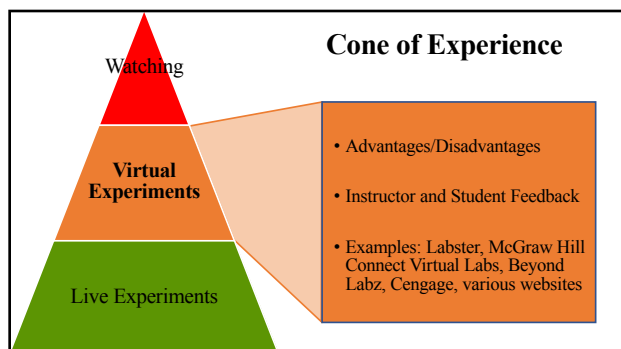 Cone of Experience
Watching
Virtual
Experiments
Live Experiments
• Advantages/Disadvantages
• Instructor and Student Feedback
• Examples: Labster, McGraw Hill
Connect Virtual Labs, Beyond
Labz, Cengage, various websites